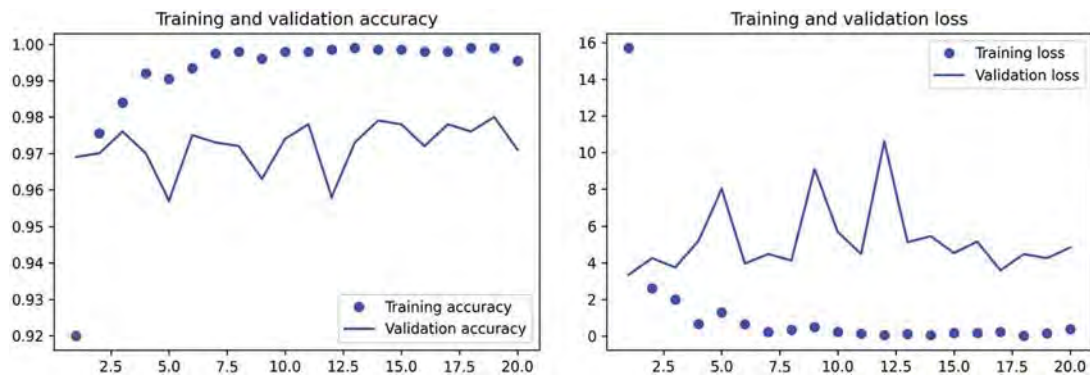 Training and validation accuracy
1.00
0.99
0.98
0.97
0.96
0.95
0.94
0.93
0.92
Training accuracy
Validation accuracy
2.5 5.0 7.5 10.0 12.5 15.0 17.5 20.0
Training and validation loss
16
14
12
10
8
6
4
2
0
Training loss
Validation loss
2.5 5.0 7.5 10.0 12.5 15.0 17.5 20.0